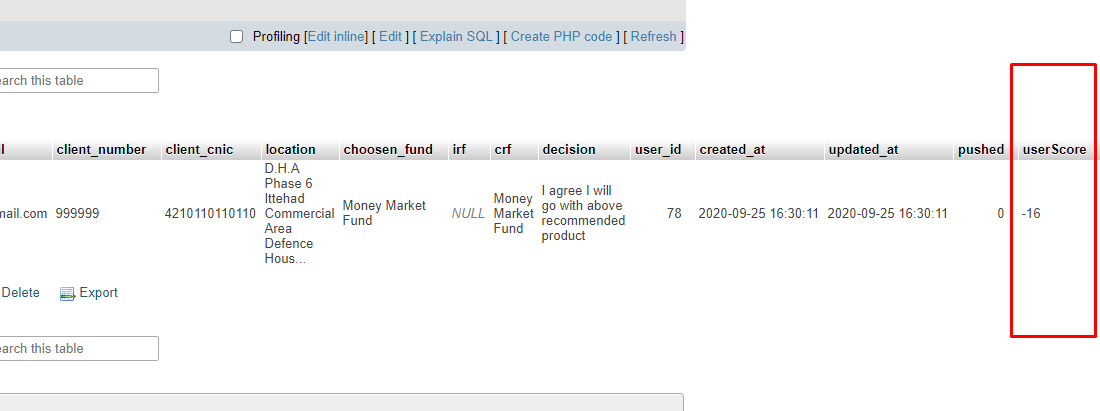 Profiling [Edit inline] [ Edit ] [ Explain SQL ] [ Create PHP code ] [ Refresh ]
earch this table
il client_number client_cnic location choosen_fund irf crf decision user_id created_at updated_at pushed userScore
mail.com 999999 4210110110110 D.H.A Phase 6 Ittehad Commercial Area Defence Hous... Money Market Fund NULL Money Market Fund I agree I will go with above recommended product 78 2020-09-25 16:30:11 2020-09-25 16:30:11 0 -16
Delete Export
earch this table